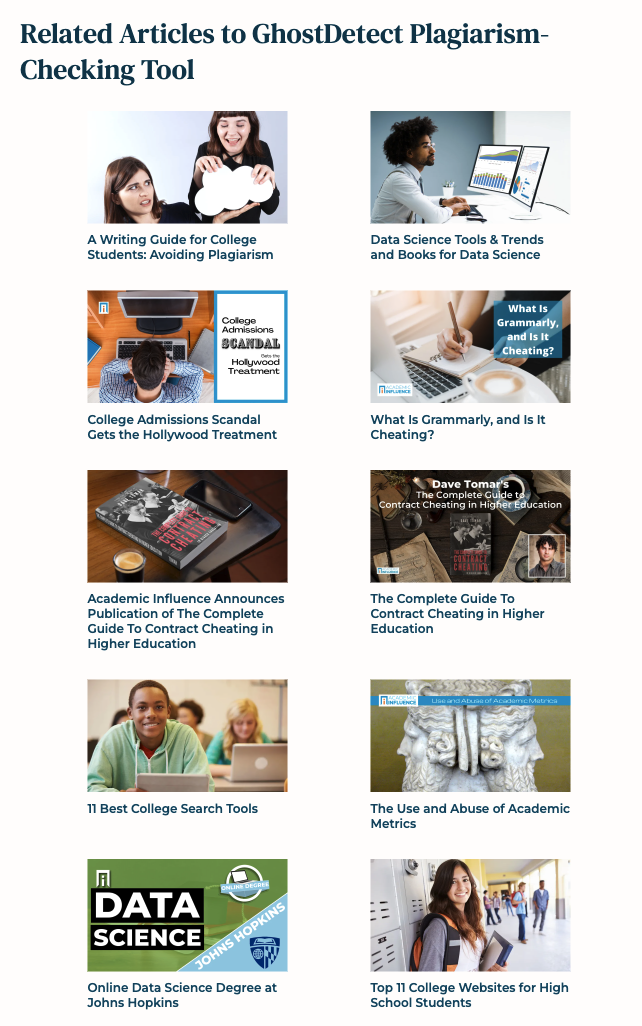 Related Articles to GhostDetect Plagiarism-
Checking Tool
A Writing Guide for College
Students: Avoiding Plagiarism
Data Science Tools & Trends
and Books for Data Science
College
Admissions
SCANDAL
Gets the
Hollywood
Treatment
College Admissions Scandal
Gets the Hollywood Treatment
What Is
Grammarly,
and Is It
Cheating?
ACADEMIC
INFLUENCE
What Is Grammarly, and Is It
Cheating?
CONTRACT
CHEATING
Academic Influence Announces
Publication of The Complete
Guide To Contract Cheating in
Higher Education
Dave Tomar's
The Complete Guide to
Contract Cheating in Higher Education
CONTRACT
CHEATING
The Complete Guide To
Contract Cheating in Higher
Education
11 Best College Search Tools
ACADEMIC
INFLUENCE
Use and Abuse of Academic Metrics
The Use and Abuse of Academic
Metrics
DATA
SCIENCE
ONLINE DEGREE
JOHNS HOPKINS
Online Data Science Degree at
Johns Hopkins
Top 11 College Websites for High
School Students